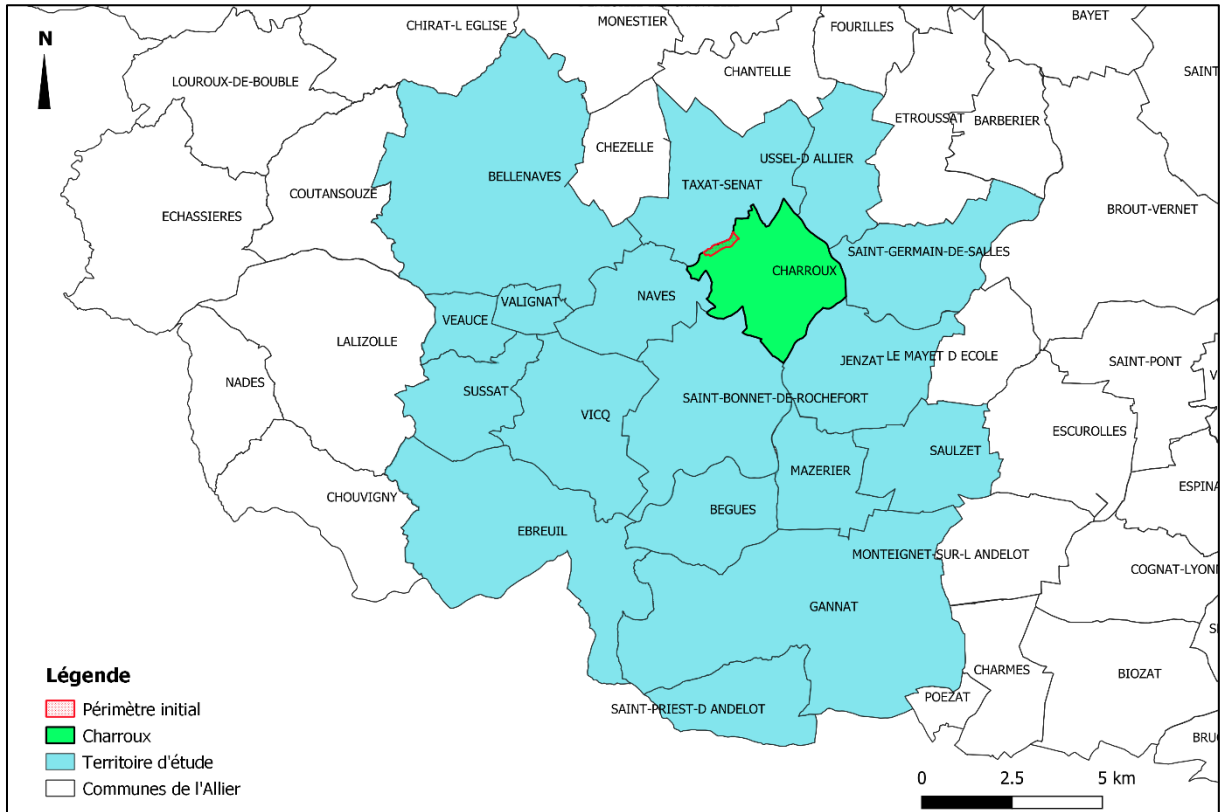 CHIRAT-L EGLISE
MONESTIER
BAYET
FOURILLES
N
LOUROUX-DE-BOUBLE
CHANTELLE
SAINT
ETROUSSAT
BARBERIER
CHEZELLE
USSEL-D ALLIER
BELLENAVES
TAXAT-SENAT
COUTANSOUZE
ECHASSIERES
BROUT-VERNET
SAINT-GERMAIN-DE-SALLES
CHARROUX
NAVES
VALIGNAT
VEAUCE
LALIZOLLE
JENZAT
LE MAYET D ECOLE
SAINT-PONT
V
NADES
SUSSAT
SAINT-BONNET-DE-ROCHEFORT
VICQ
ESCUROLLES
SAULZET
MAZERIER
CHOUVIGNY
ESPINA
BEGUES
EBREUIL
MONTEIGNET-SUR-L ANDELOT
COGNAT-LYONN
GANNAT
S
CHARMES
BIOZAT
POEZAT
SAINT-PRIEST-D ANDELOT
BRUG
Légende
Périmètre initial
Charroux
Territoire d'étude
Communes de l'Allier
0 2.5 5 km